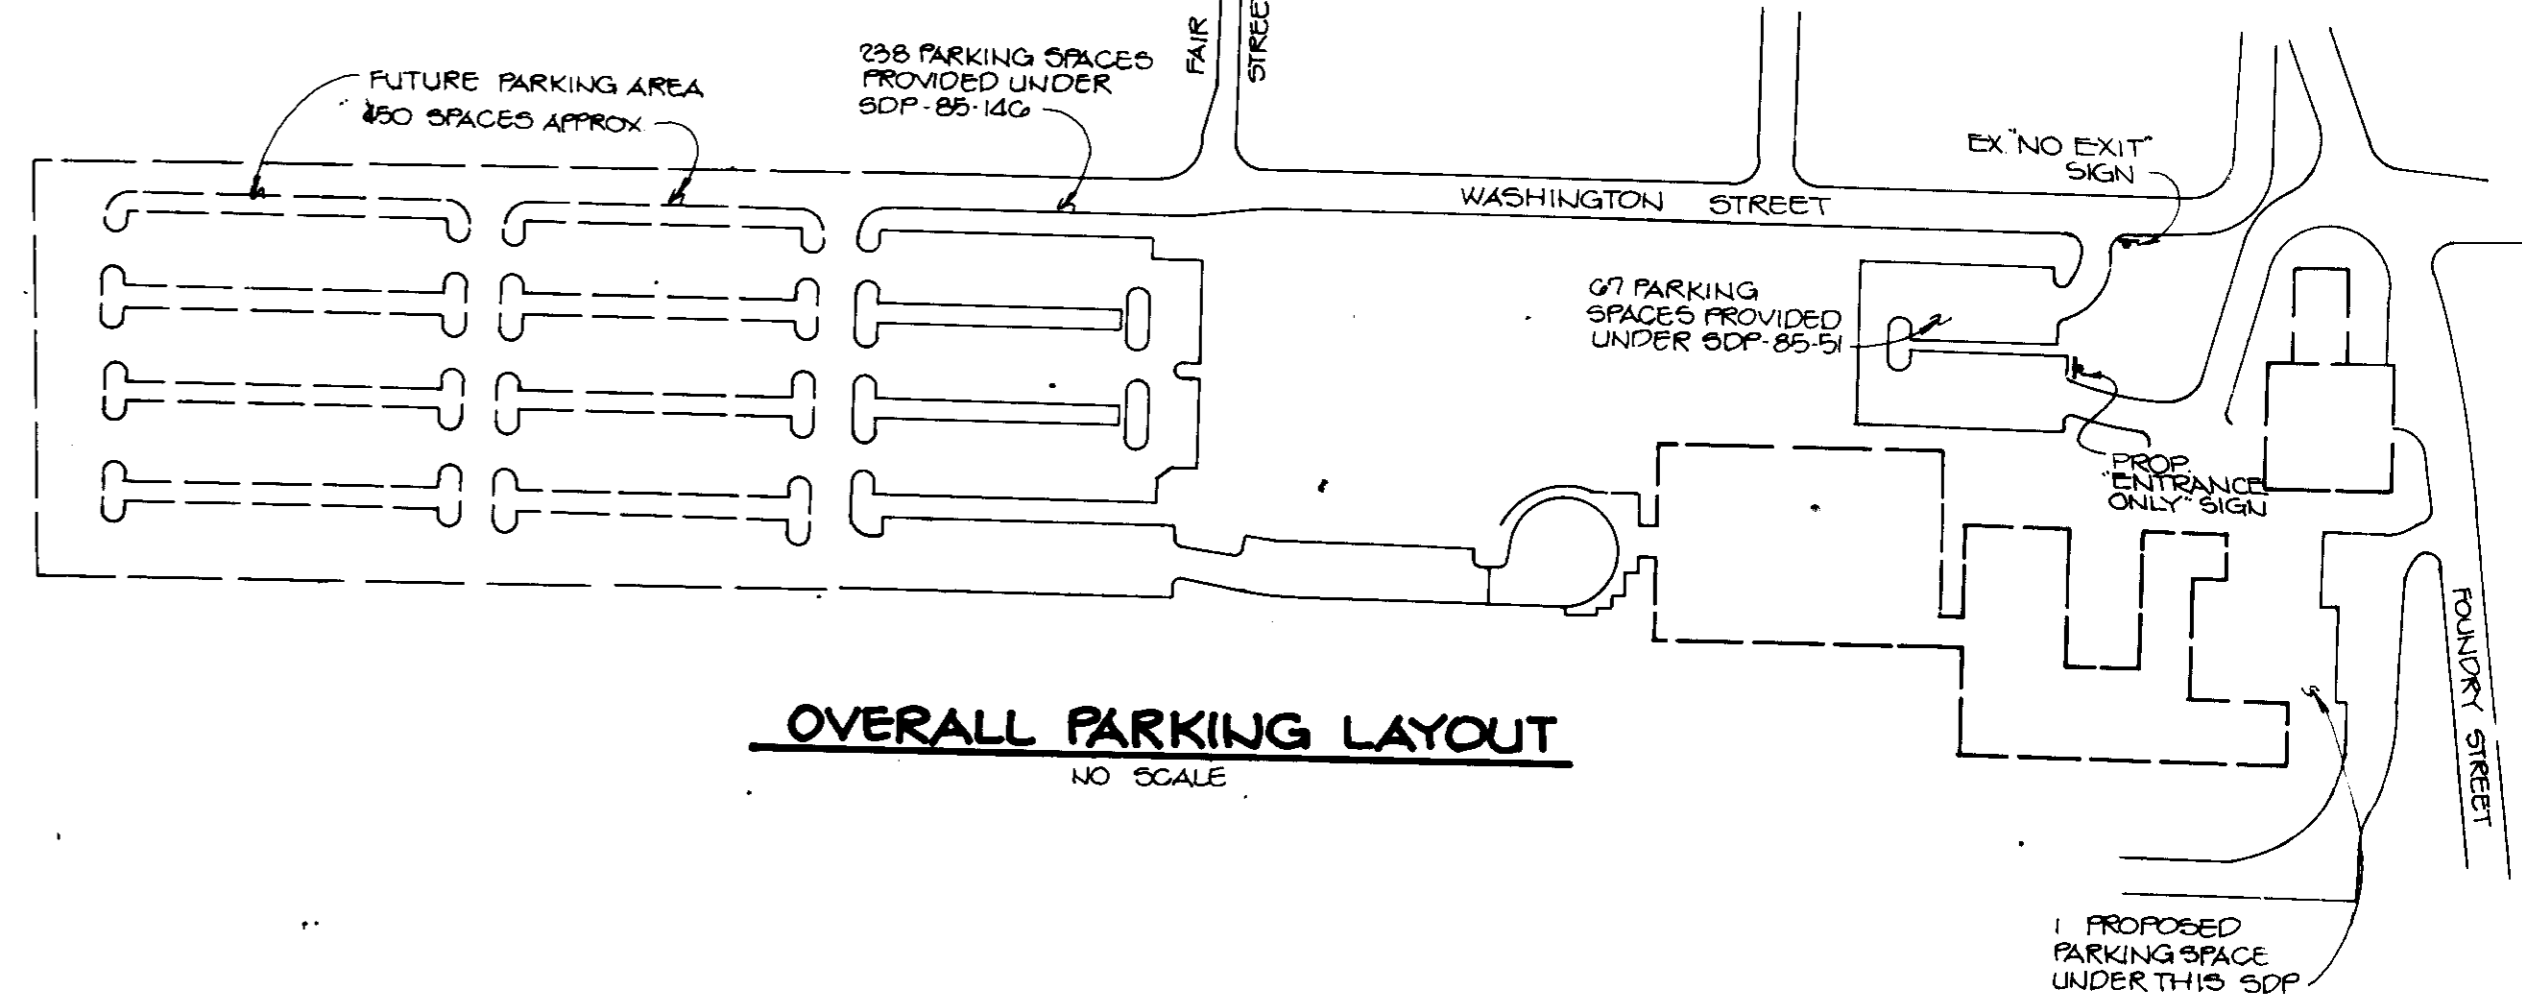 FUTURE PARKING AREA
450 SPACES APPROX.
238 PARKING SPACES
PROVIDED UNDER
SDP-85-146
FAIR
STREE
WASHINGTON STREET
EX. "NO EXIT"
SIGN
67 PARKING
SPACES PROVIDED
UNDER SDP-85-51
PROP.
"ENTRANCE
ONLY" SIGN
FOUNDRY STREET
OVERALL PARKING LAYOUT
NO SCALE
1 PROPOSED
PARKING SPACE
UNDER THIS SDP